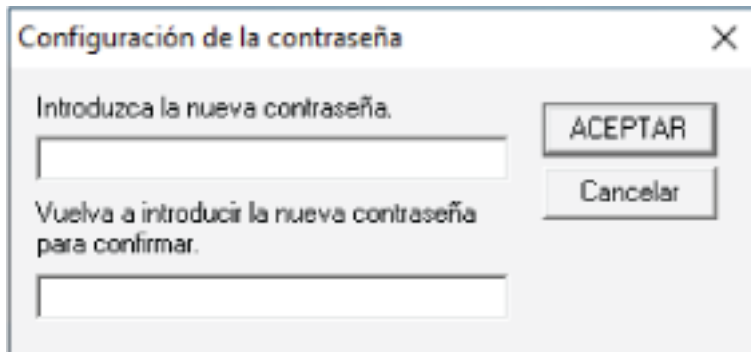 Configuración de la contraseña
Introduzca la nueva contraseña.
ACEPTAR
Cancelar
Vuelva a introducir la nueva contraseña
para confirmar.